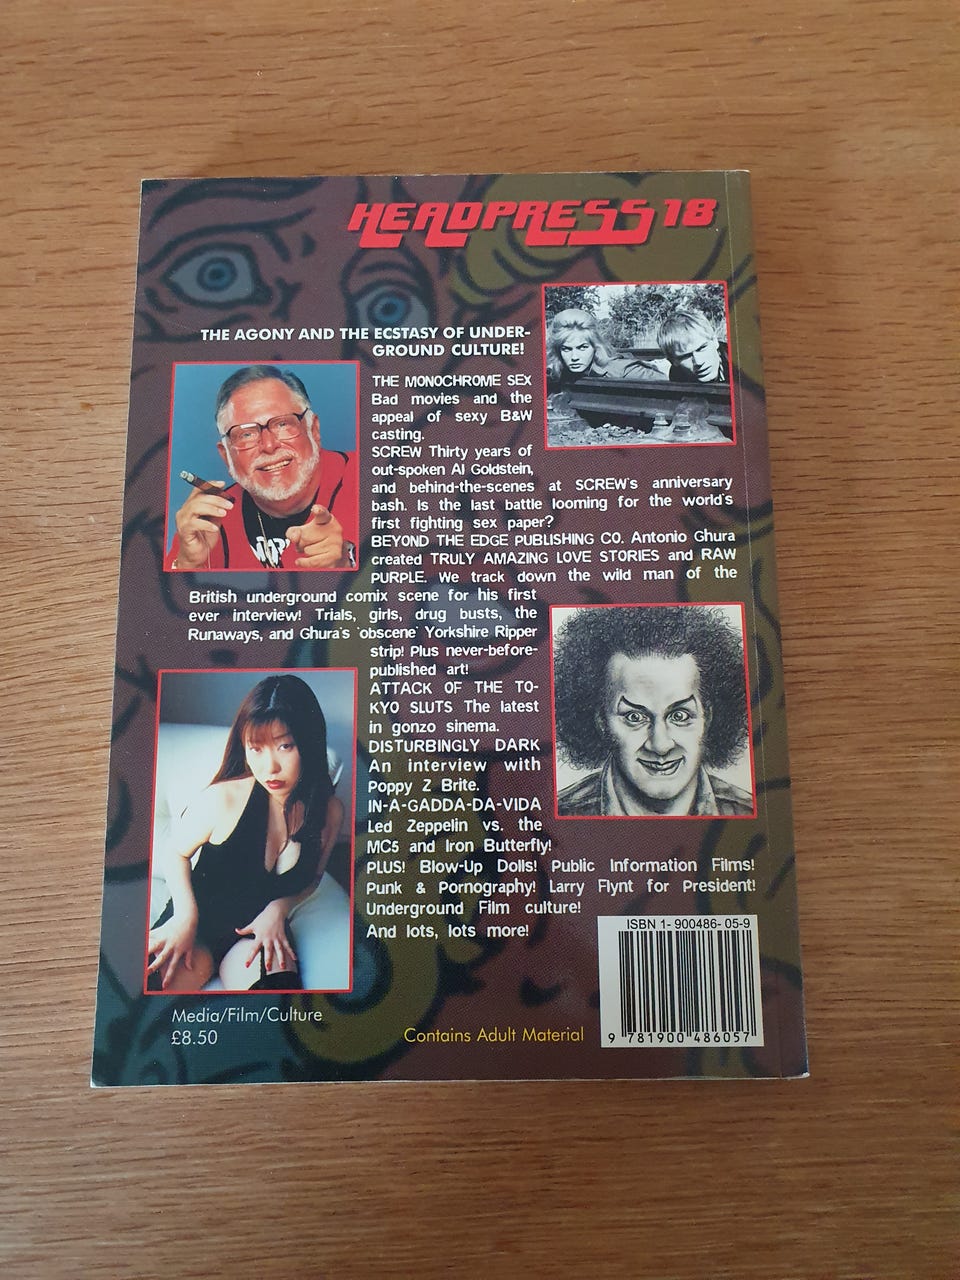 HEADPRESS 18
THE AGONY AND THE ECSTASY OF UNDER-
GROUND CULTURE!
THE MONOCHROME SEX
Bad movies and the
appeal of sexy B&W
casting.
SCREW Thirty years of
out-spoken Al Goldstein,
and behind-the-scenes at SCREW's anniversary
bash. Is the last battle looming for the world's
first fighting sex paper?
BEYOND THE EDGE PUBLISHING CO. Antonio Ghura
created TRULY AMAZING LOVE STORIES and RAW
PURPLE. We track down the wild man of the
British underground comix scene for his first
ever interview! Trials, girls, drug busts, the
Runaways, and Ghura's 'obscene' Yorkshire Ripper
strip! Plus never-before-
published art!
ATTACK OF THE TO-
KYO SLUTS The latest
in gonzo sinema.
DISTURBINGLY DARK
An interview with
Poppy Z Brite.
IN-A-GADDA-DA-VIDA
Led Zeppelin vs. the
MC5 and Iron Butterfly!
PLUS! Blow-Up Dolls! Public Information Films!
Punk & Pornography! Larry Flynt for President!
Underground Film culture!
And lots, lots more!
ISBN 1-900486-05-9
9 781900 486057
Media/Film/Culture
£8.50
Contains Adult Material